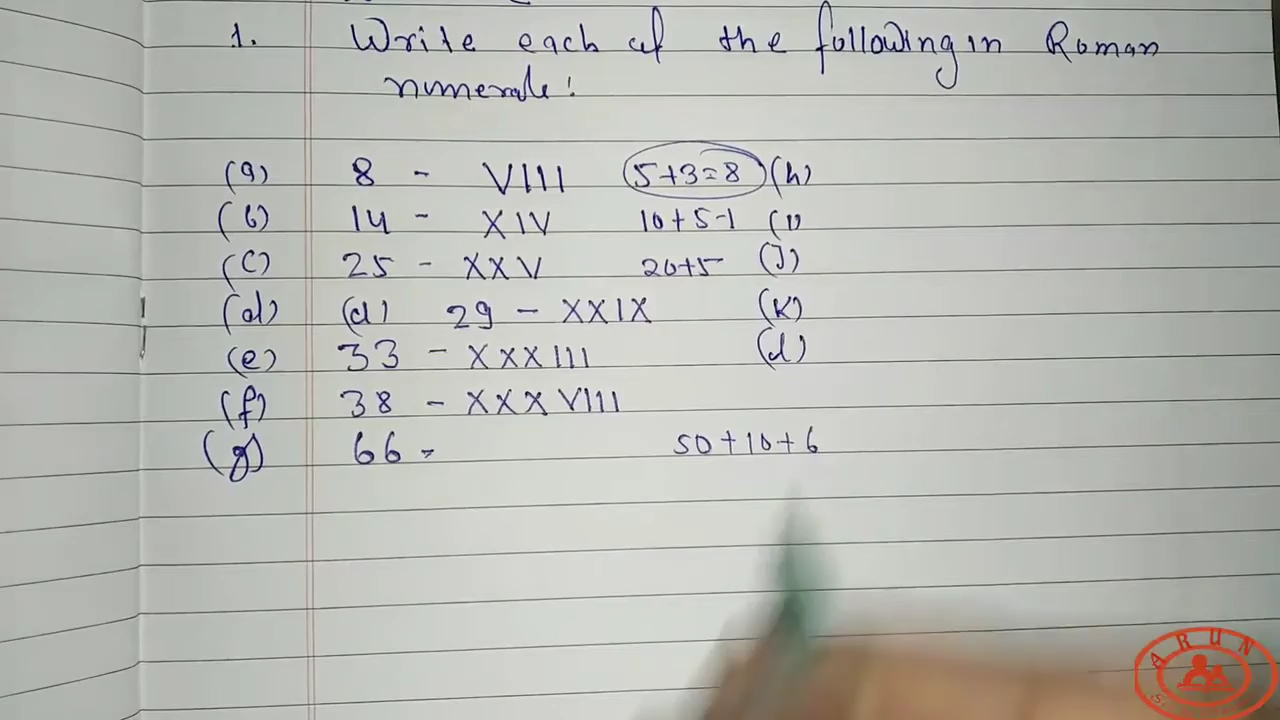 1. Write each of the following in Roman
numerals:
(a) 8 - VIII 5+3=8 (h)
(b) 14 - XIV 10+5-1 (i)
(c) 25 - XXV 20+5 (J)
(d) (d) 29 - XXIX (K)
(e) 33 - XXXIII (d)
(f) 38 - XXXVIII
(g) 66 - 50+10+6
ARUN